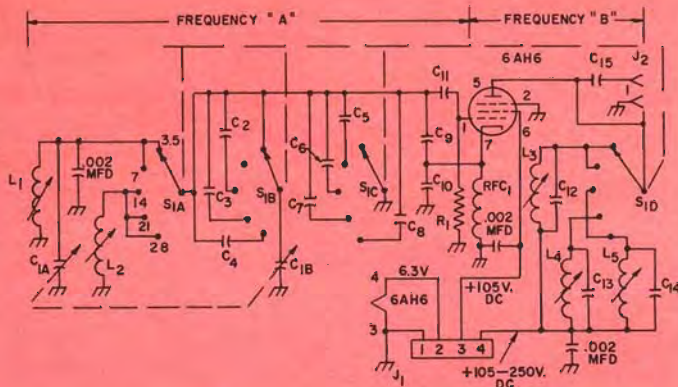 FREQUENCY "A"
FREQUENCY "B"
6AH6
J2
C15
C11
5
2
1
6
7
1
C2
C5
C9
C6
3.5
.002
MFD
7
14
21
28
L1
L2
S1A
C3
S1B
C7
S1C
C10
RFC1
R1
L3
C12
S1D
C4
C8
.002
MFD
C1A
C1B
L4
C13
L5
C14
4
6.3V
6AH6
+105V.
DC
3
1 2 3 4
J1
+105-250V.
DC
.002
MFD